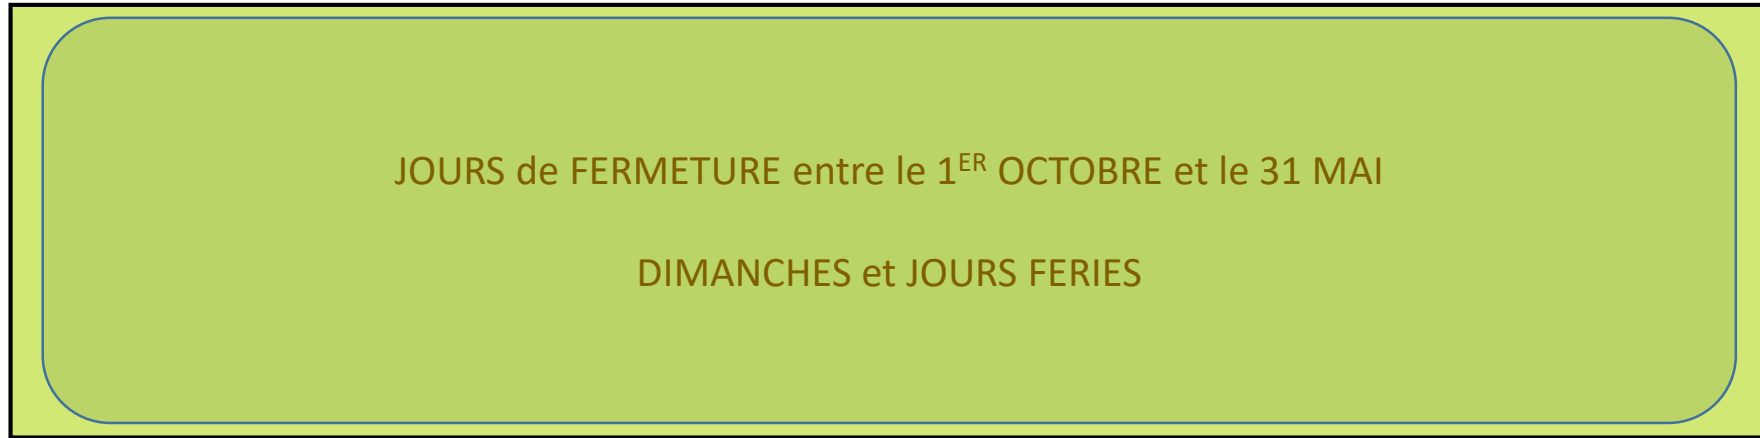 JOURS de FERMETURE entre le 1ER OCTOBRE et le 31 MAI
DIMANCHES et JOURS FERIES